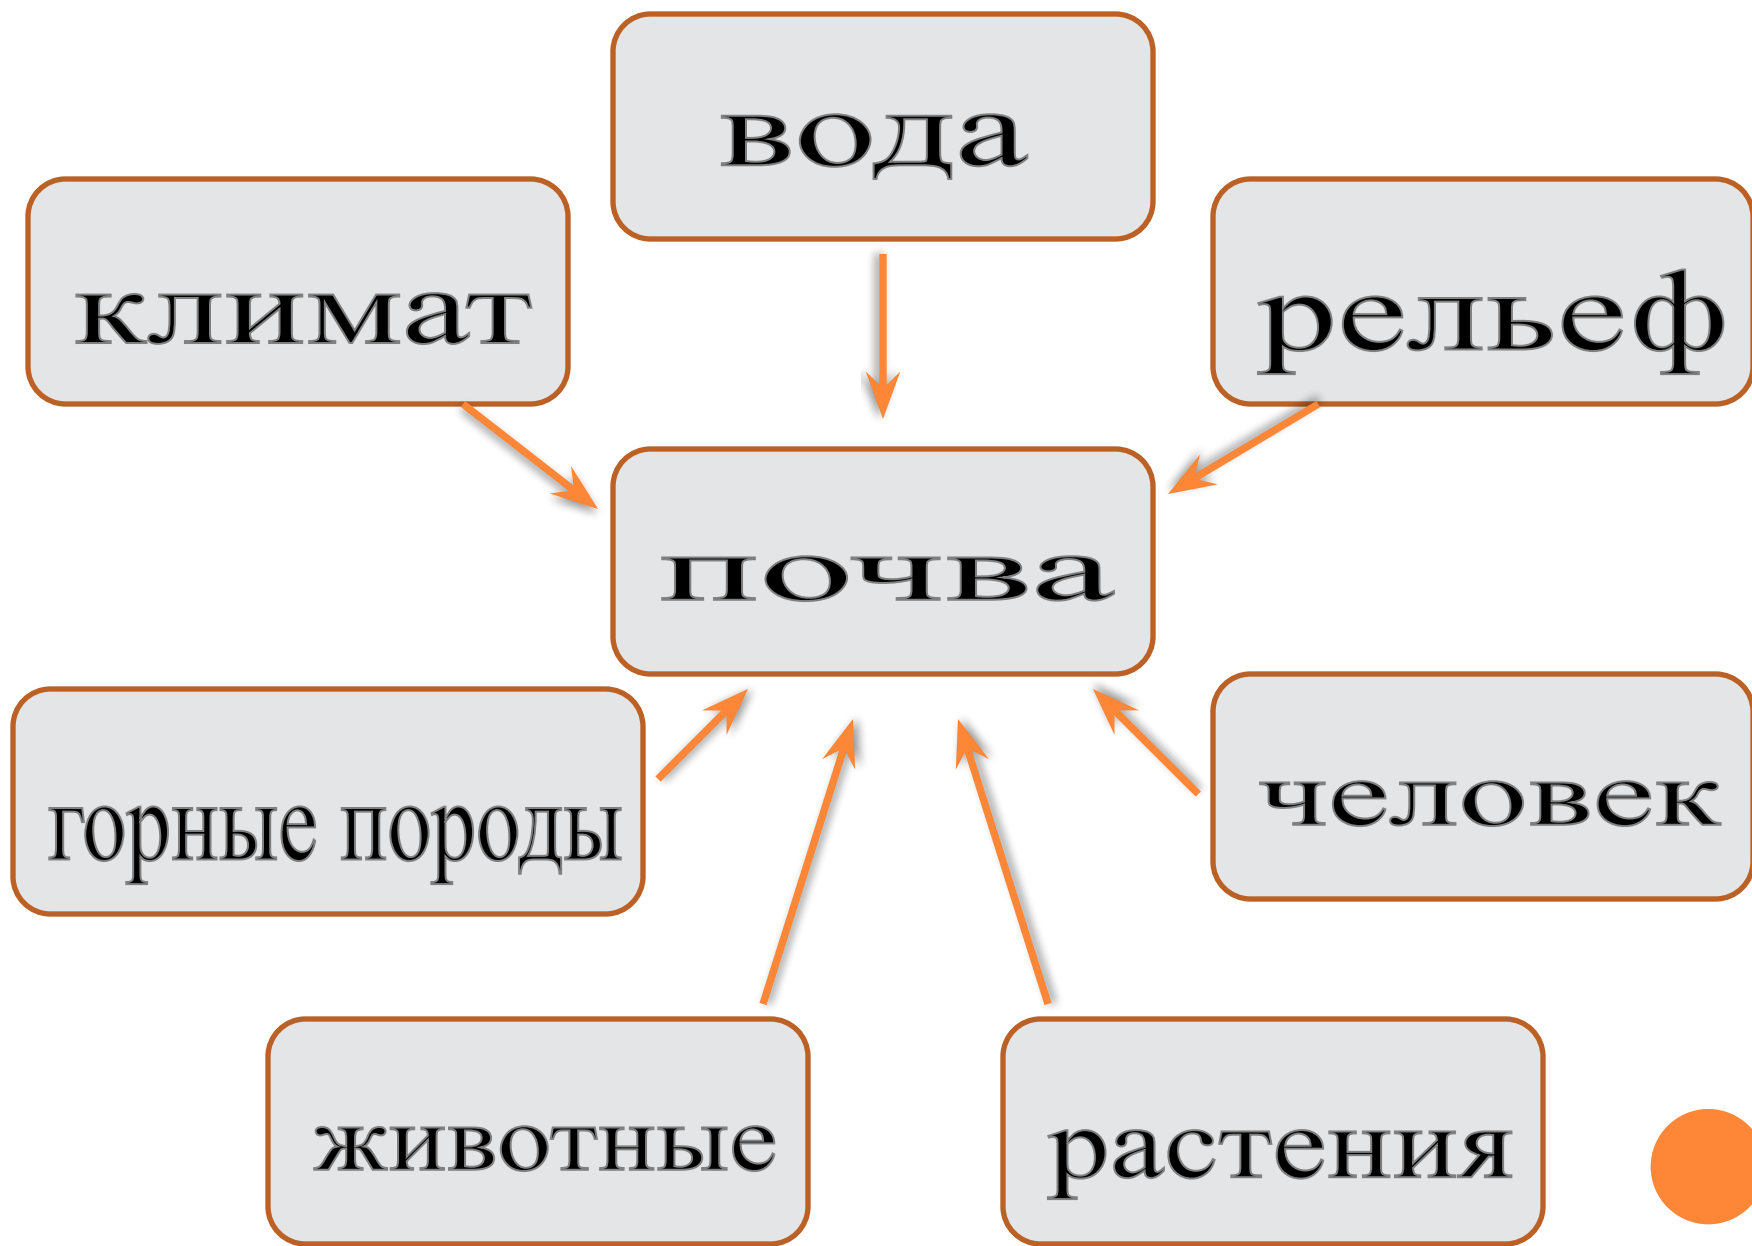 вода
климат
рельеф
почва
горные породы
человек
животные
растения